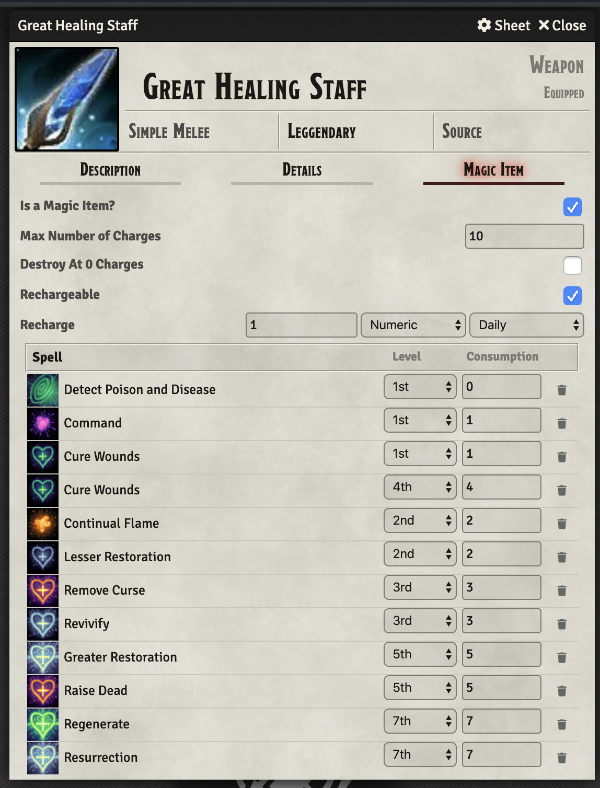 Great Healing Staff Sheet Close
Great Healing Staff Weapon
Equipped
Simple Melee Leggendary Source
Description Details Magic Item
Is a Magic Item?
Max Number of Charges 10
Destroy At 0 Charges
Rechargeable
Recharge 1 Numeric Daily
Spell Level Consumption
Detect Poison and Disease 1st 0
Command 1st 1
Cure Wounds 1st 1
Cure Wounds 4th 4
Continual Flame 2nd 2
Lesser Restoration 2nd 2
Remove Curse 3rd 3
Revivify 3rd 3
Greater Restoration 5th 5
Raise Dead 5th 5
Regenerate 7th 7
Resurrection 7th 7